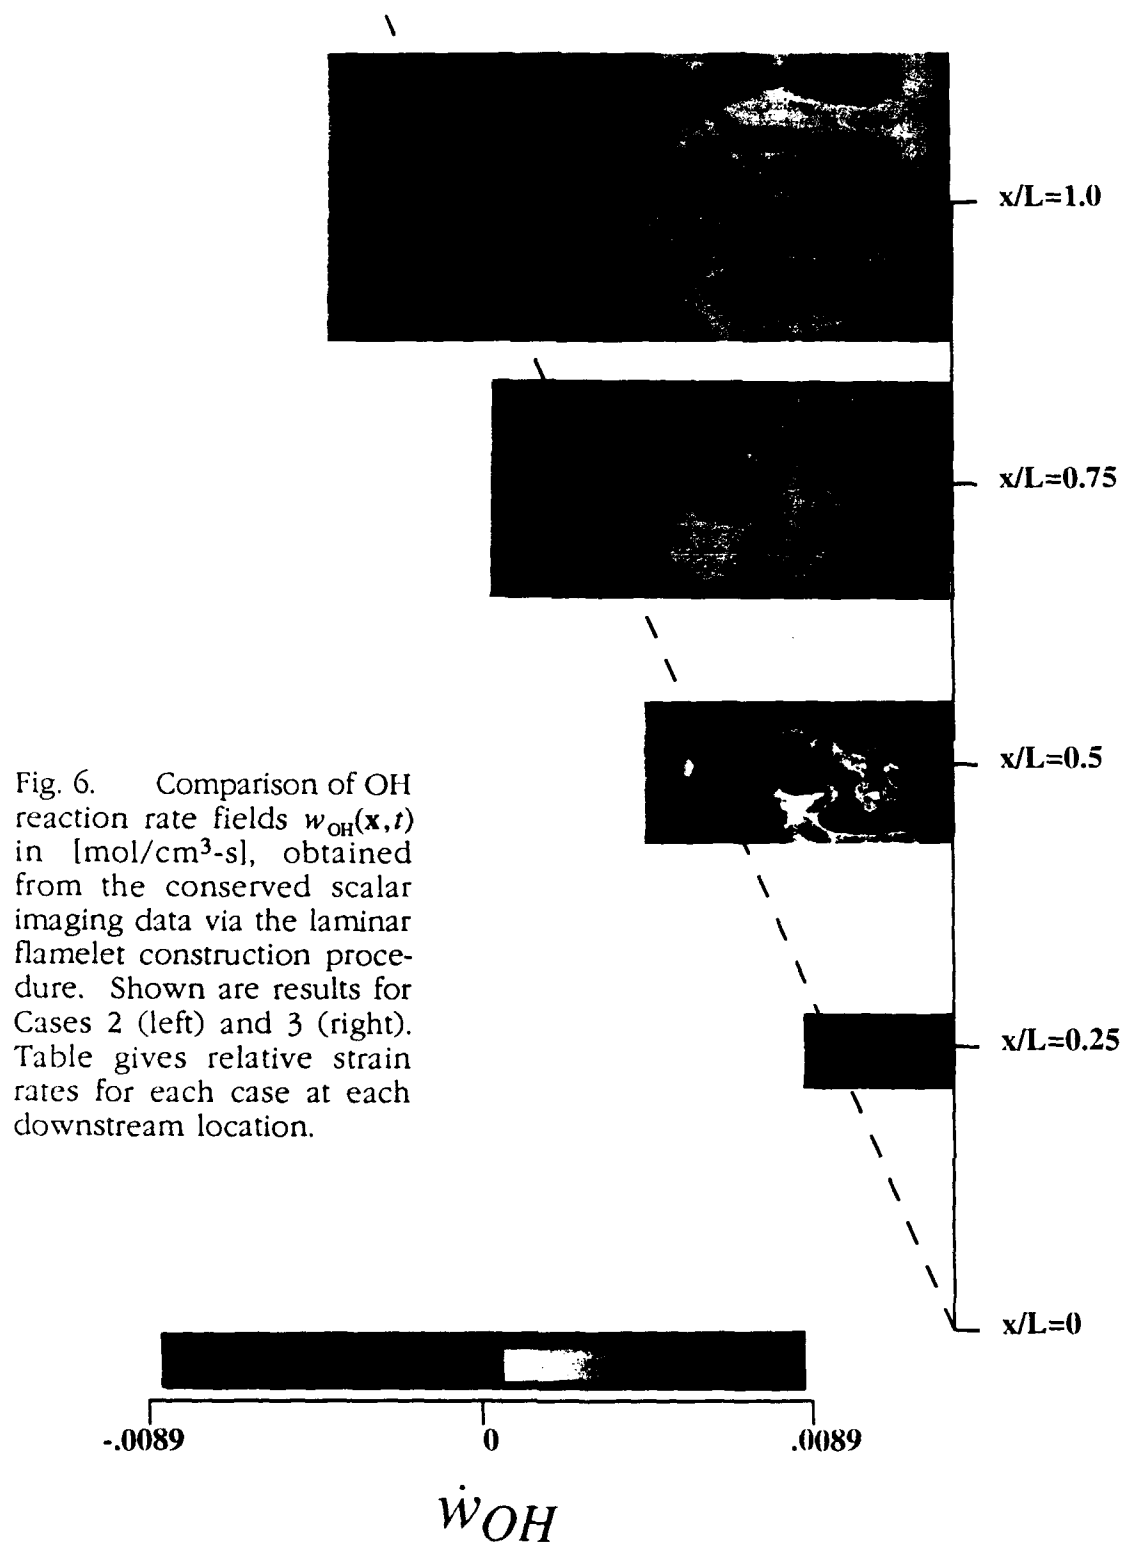 x/L=1.0
x/L=0.75
x/L=0.5
Fig. 6. Comparison of OH
reaction rate fields w_OH(x,t)
in [mol/cm³-s], obtained
from the conserved scalar
imaging data via the laminar
flamelet construction proce-
dure. Shown are results for
Cases 2 (left) and 3 (right).
Table gives relative strain
rates for each case at each
downstream location.
x/L=0.25
x/L=0
-.0089 0 .0089
ẇOH